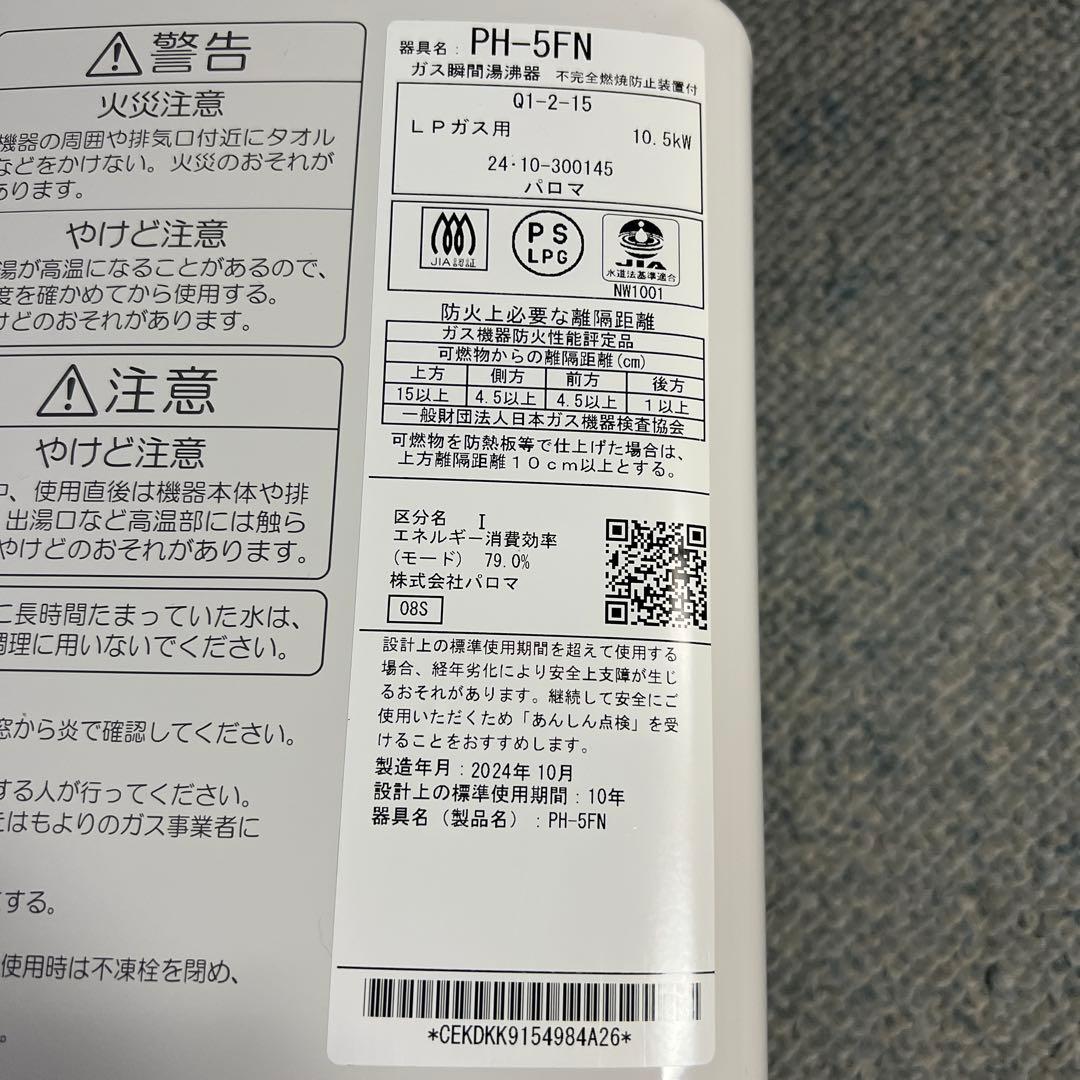 警告
火災注意
機器の周囲や排気口付近にタオル
などをかけない。火災のおそれが
あります。
やけど注意
湯が高温になることがあるので、
度を確かめてから使用する。
けどのおそれがあります。
注意
やけど注意
中、使用直後は機器本体や排
出湯口など高温部には触ら
やけどのおそれがあります。
に長時間たまっていた水は、
調理に用いないでください。
窓から炎で確認してください。
する人が行ってください。
はもよりのガス事業者に
する。
使用時は不凍栓を閉め、
。
器具名: PH-5FN
ガス瞬間湯沸器 不完全燃焼防止装置付
Q1-2-15
LPガス用 10.5kW
24・10-300145
パロマ
JIA認証
PS
LPG
JIA
水道法基準適合
NW1001
防火上必要な離隔距離
ガス機器防火性能評定品
可燃物からの離隔距離(cm)
上方 側方 前方 後方
15以上 4.5以上 4.5以上 1以上
一般財団法人日本ガス機器検査協会
可燃物を防熱板等で仕上げた場合は、
上方離隔距離10cm以上とする。
区分名 I
エネルギー消費効率
(モード) 79.0%
株式会社パロマ
08S
設計上の標準使用期間を超えて使用する
場合、経年劣化により安全上支障が生じ
るおそれがあります。継続して安全にご
使用いただくため「あんしん点検」を受
けることをおすすめします。
製造年月:2024年10月
設計上の標準使用期間:10年
器具名(製品名):PH-5FN
*CEKDKK9154984A26*